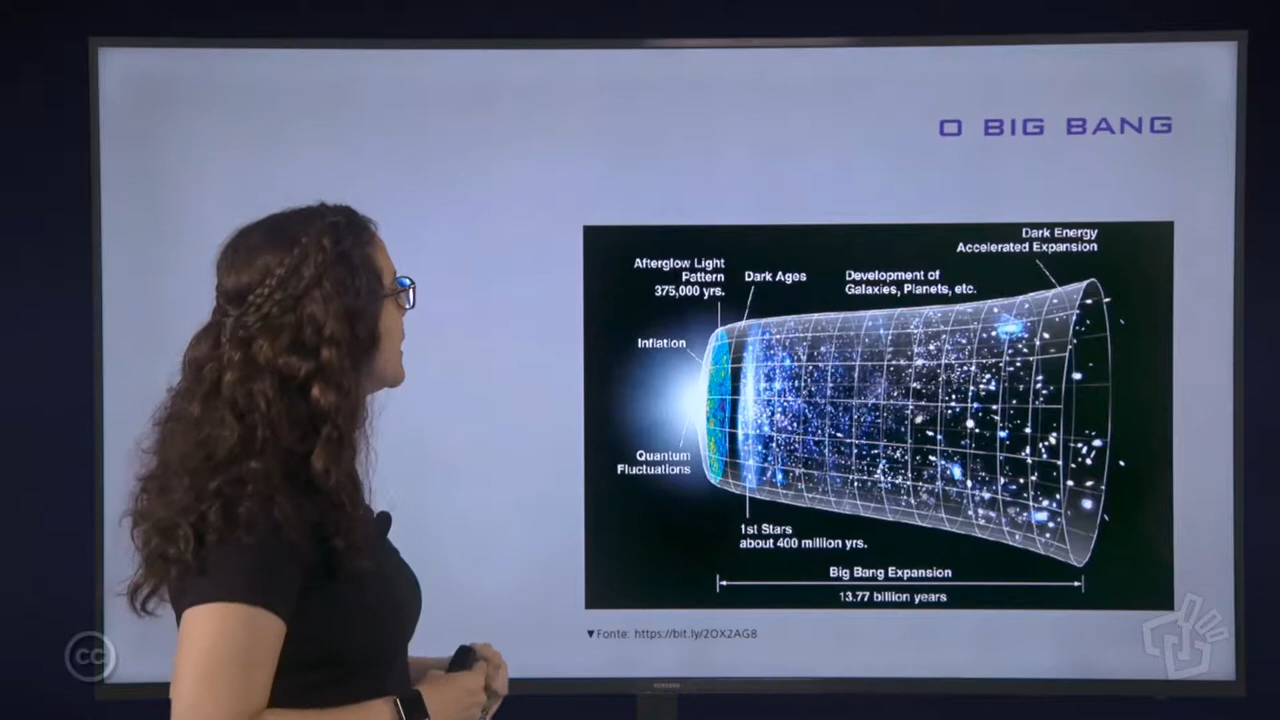 O BIG BANG
Dark Energy
Accelerated Expansion
Afterglow Light
Pattern
375,000 yrs.
Dark Ages
Development of
Galaxies, Planets, etc.
Inflation
Quantum
Fluctuations
1st Stars
about 400 million yrs.
Big Bang Expansion
13.77 billion years
▼Fonte: https://bit.ly/2OX2AG8
cc
SAMSUNG